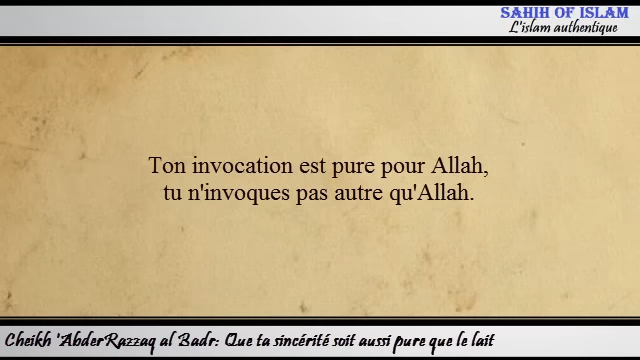 SAHIH OF ISLAM
L'islam authentique
Ton invocation est pure pour Allah,
tu n'invoques pas autre qu'Allah.
Cheikh 'AbderRazzaq al Badr: Que ta sincérité soit aussi pure que le lait